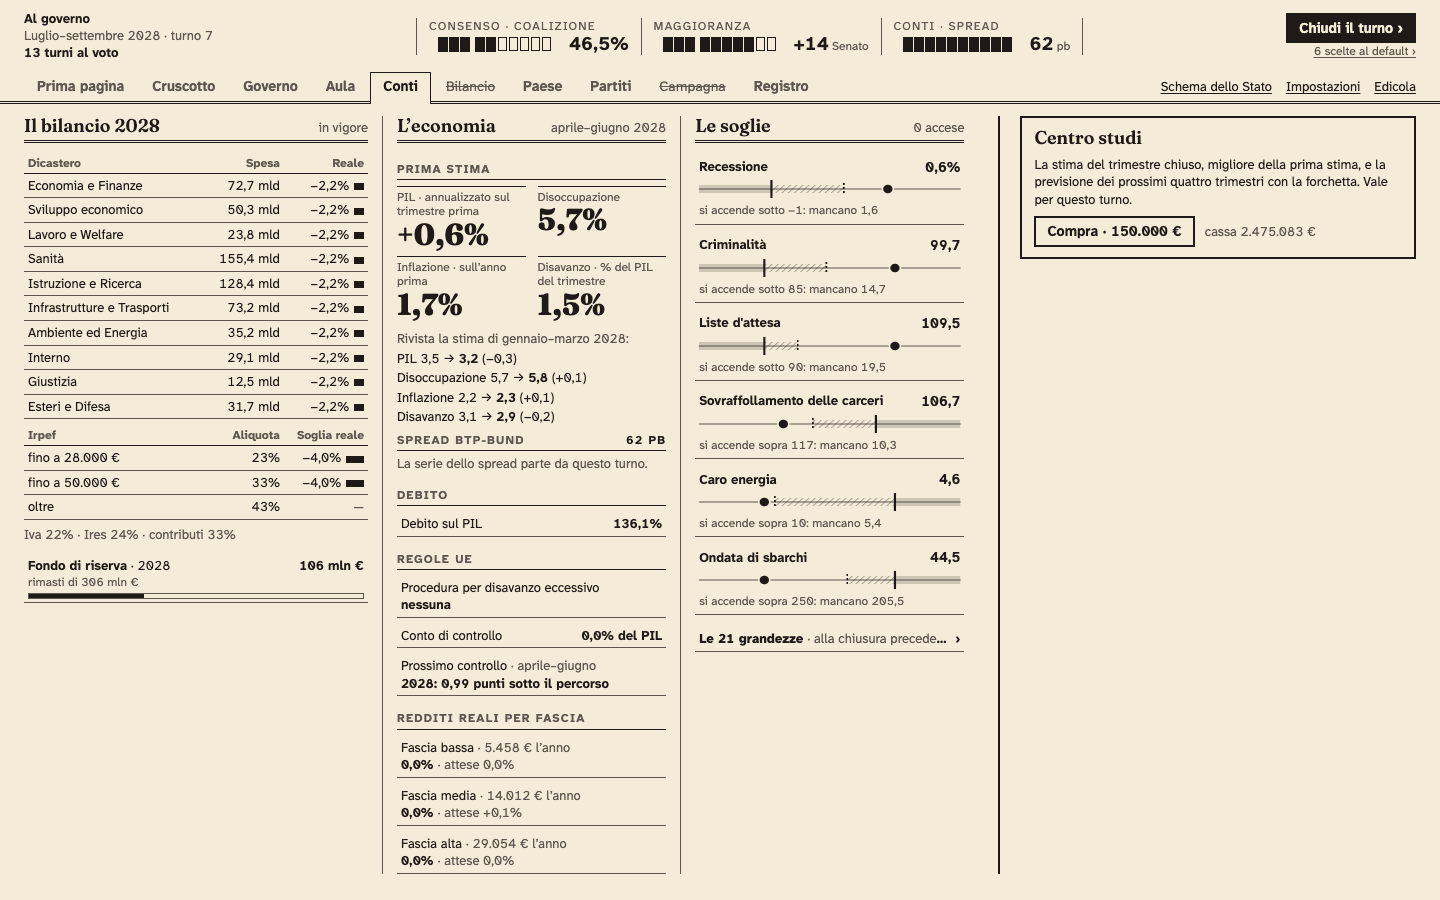 Al governo
Luglio–settembre 2028 · turno 7
13 turni al voto
CONSENSO · COALIZIONE
46,5%
MAGGIORANZA
+14 Senato
CONTI · SPREAD
62 pb
Chiudi il turno ›
6 scelte al default ›
Prima pagina Cruscotto Governo Aula Conti Bilancio Paese Partiti Campagna Registro
Schema dello Stato Impostazioni Edicola
Il bilancio 2028 in vigore
Dicastero Spesa Reale
Economia e Finanze 72,7 mld –2,2%
Sviluppo economico 50,3 mld –2,2%
Lavoro e Welfare 23,8 mld –2,2%
Sanità 155,4 mld –2,2%
Istruzione e Ricerca 128,4 mld –2,2%
Infrastrutture e Trasporti 73,2 mld –2,2%
Ambiente ed Energia 35,2 mld –2,2%
Interno 29,1 mld –2,2%
Giustizia 12,5 mld –2,2%
Esteri e Difesa 31,7 mld –2,2%
Irpef Aliquota Soglia reale
fino a 28.000 € 23% –4,0%
fino a 50.000 € 33% –4,0%
oltre 43% —
Iva 22% · Ires 24% · contributi 33%
Fondo di riserva · 2028 106 mln €
rimasti di 306 mln €
L’economia aprile–giugno 2028
PRIMA STIMA
PIL · annualizzato sul
trimestre prima
+0,6%
Disoccupazione
5,7%
Inflazione · sull’anno
prima
1,7%
Disavanzo · % del PIL
del trimestre
1,5%
Rivista la stima di gennaio–marzo 2028:
PIL 3,5 → 3,2 (–0,3)
Disoccupazione 5,7 → 5,8 (+0,1)
Inflazione 2,2 → 2,3 (+0,1)
Disavanzo 3,1 → 2,9 (–0,2)
SPREAD BTP-BUND 62 PB
La serie dello spread parte da questo turno.
DEBITO
Debito sul PIL 136,1%
REGOLE UE
Procedura per disavanzo eccessivo
nessuna
Conto di controllo 0,0% del PIL
Prossimo controllo · aprile–giugno
2028: 0,99 punti sotto il percorso
REDDITI REALI PER FASCIA
Fascia bassa · 5.458 € l’anno
0,0% · attese 0,0%
Fascia media · 14.012 € l’anno
0,0% · attese +0,1%
Fascia alta · 29.054 € l’anno
0,0% · attese 0,0%
Le soglie 0 accese
Recessione 0,6%
si accende sotto –1: mancano 1,6
Criminalità 99,7
si accende sotto 85: mancano 14,7
Liste d'attesa 109,5
si accende sotto 90: mancano 19,5
Sovraffollamento delle carceri 106,7
si accende sopra 117: mancano 10,3
Caro energia 4,6
si accende sopra 10: mancano 5,4
Ondata di sbarchi 44,5
si accende sopra 250: mancano 205,5
Le 21 grandezze · alla chiusura precede... ›
Centro studi
La stima del trimestre chiuso, migliore della prima stima, e la
previsione dei prossimi quattro trimestri con la forchetta. Vale
per questo turno.
Compra · 150.000 € cassa 2.475.083 €